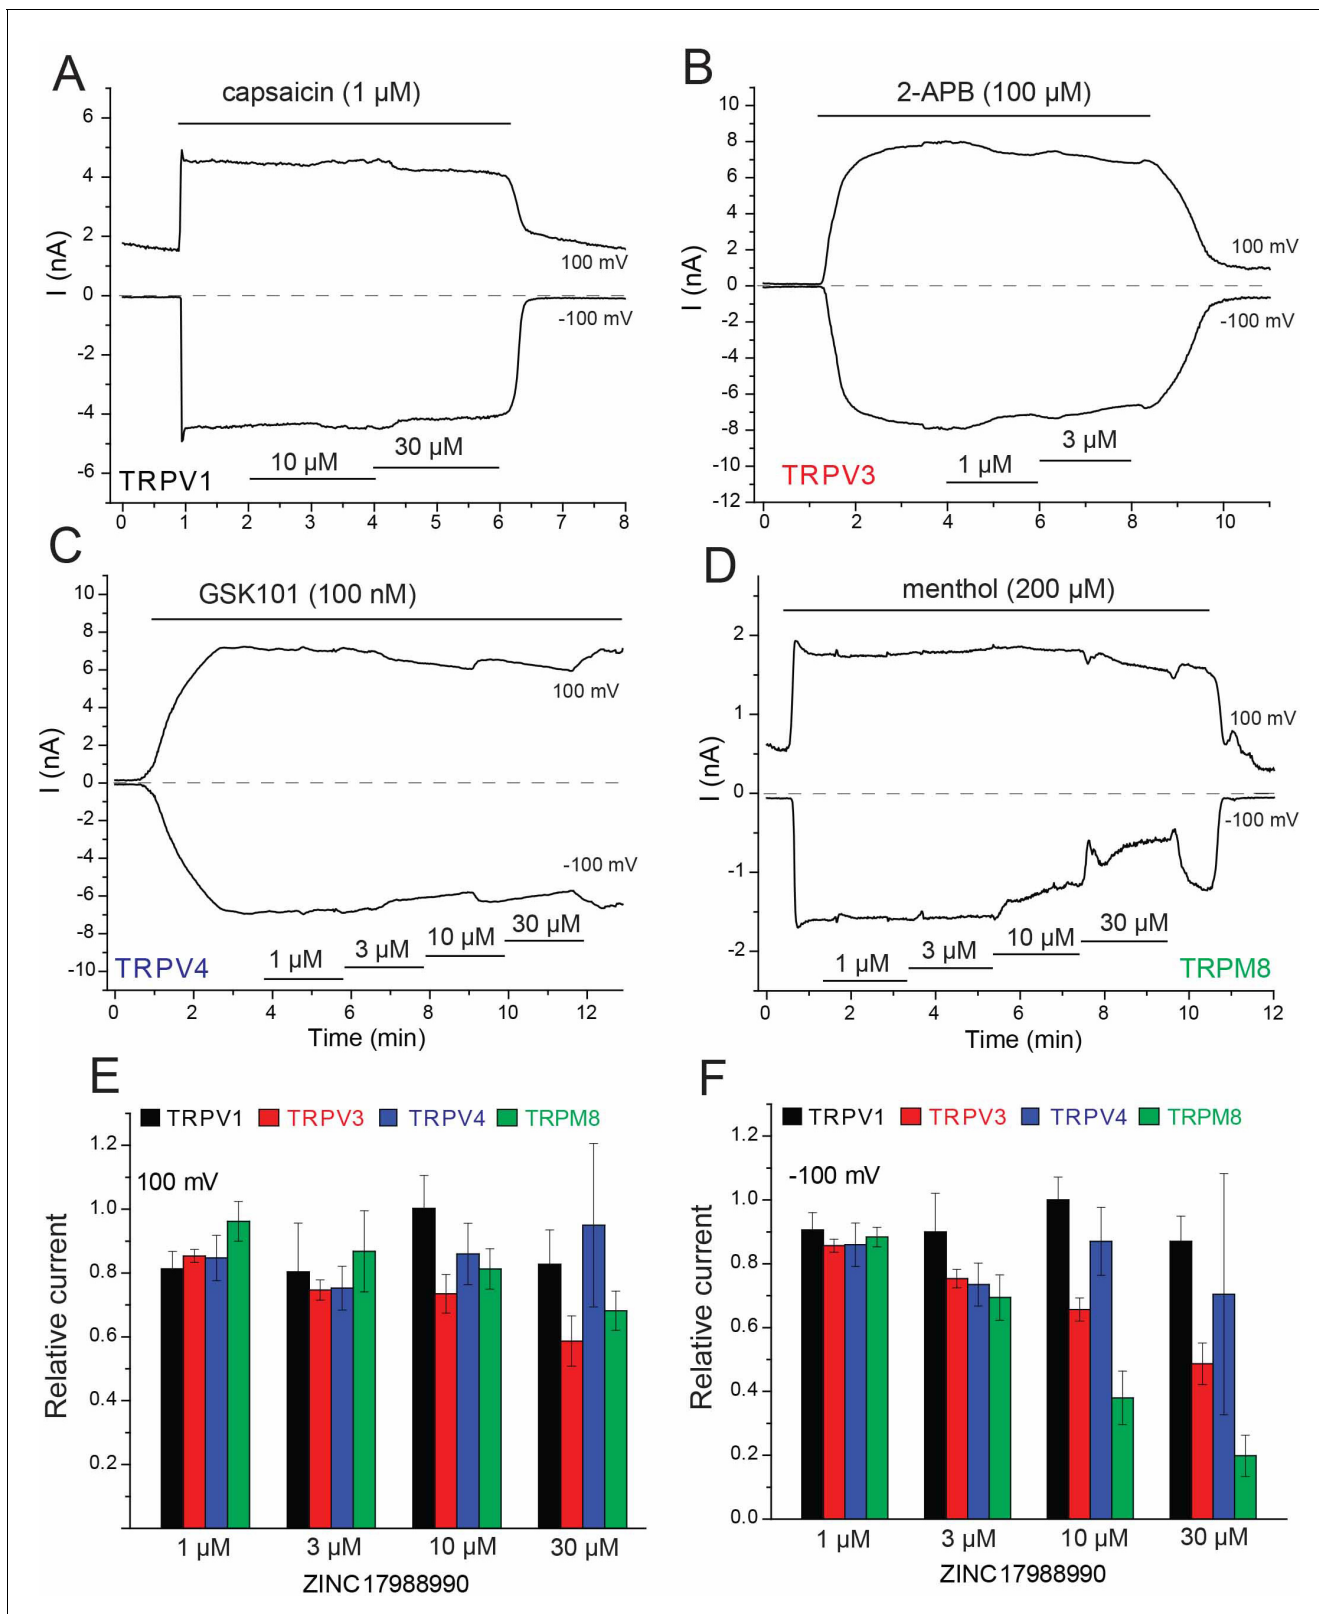 A
capsaicin (1 µM)
I (nA)
6
4
2
0
-2
-4
-6
100 mV
-100 mV
10 µM
30 µM
TRPV1
0 1 2 3 4 5 6 7 8
B
2-APB (100 µM)
I (nA)
10
8
6
4
2
0
-2
-4
-6
-8
-10
-12
100 mV
-100 mV
3 µM
1 µM
TRPV3
0 2 4 6 8 10
C
GSK101 (100 nM)
I (nA)
10
8
6
4
2
0
-2
-4
-6
-8
-10
100 mV
-100 mV
30 µM
10 µM
3 µM
1 µM
TRPV4
0 2 4 6 8 10 12
Time (min)
D
menthol (200 µM)
I (nA)
2
1
0
-1
-2
100 mV
-100 mV
30 µM
10 µM
3 µM
1 µM
TRPM8
0 2 4 6 8 10 12
Time (min)
E
TRPV1 TRPV3 TRPV4 TRPM8
100 mV
Relative current
1.2
1.0
0.8
0.6
0.4
0.2
1 µM 3 µM 10 µM 30 µM
ZINC17988990
F
TRPV1 TRPV3 TRPV4 TRPM8
-100 mV
Relative current
1.2
1.0
0.8
0.6
0.4
0.2
0.0
1 µM 3 µM 10 µM 30 µM
ZINC17988990